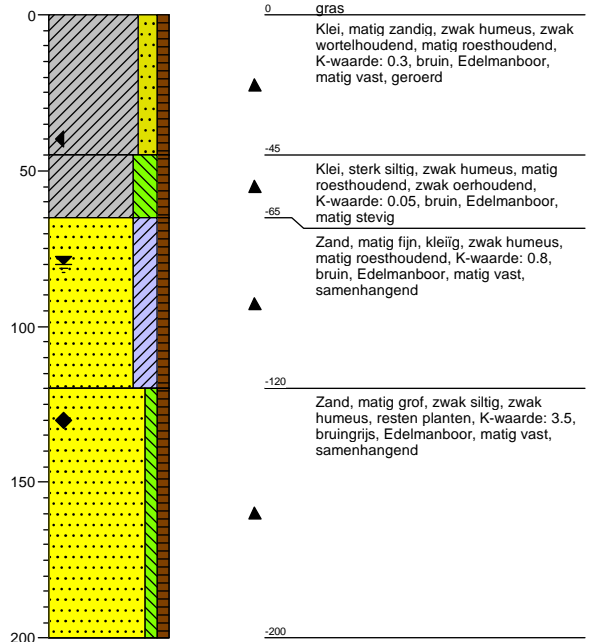 0
50
100
150
200
0
gras
Klei, matig zandig, zwak humeus, zwak
wortelhoudend, matig roesthoudend,
K-waarde: 0.3, bruin, Edelmanboor,
matig vast, geroerd
-45
Klei, sterk siltig, zwak humeus, matig
roesthoudend, zwak oerhoudend,
K-waarde: 0.05, bruin, Edelmanboor,
matig stevig
-65
Zand, matig fijn, kleiïg, zwak humeus,
matig roesthoudend, K-waarde: 0.8,
bruin, Edelmanboor, matig vast,
samenhangend
-120
Zand, matig grof, zwak siltig, zwak
humeus, resten planten, K-waarde: 3.5,
bruingrijs, Edelmanboor, matig vast,
samenhangend
-200